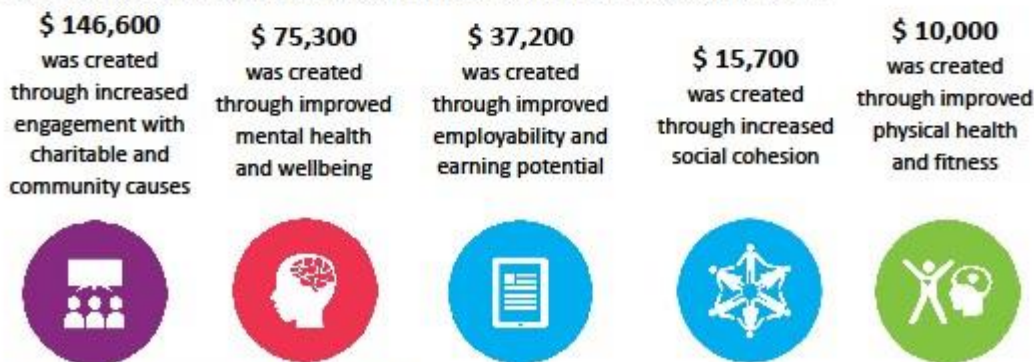 $ 146,600
was created
through increased
engagement with
charitable and
community causes
$ 75,300
was created
through improved
mental health
and wellbeing
$ 37,200
was created
through improved
employability and
earning potential
$ 15,700
was created
through increased
social cohesion
$ 10,000
was created
through improved
physical health
and fitness